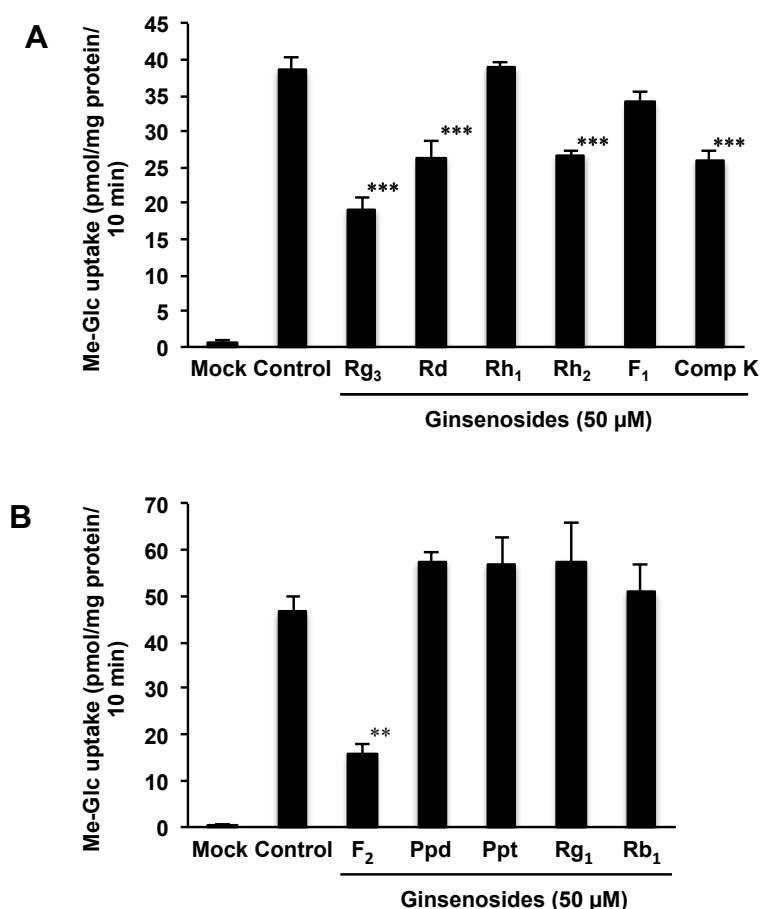 A
Me-Glc uptake (pmol/mg protein/
10 min)
45
40
35
30
25
20
15
10
5
0
***
***
***
***
Mock Control Rg₃ Rd Rh₁ Rh₂ F₁ Comp K
Ginsenosides (50 µM)
B
Me-Glc uptake (pmol/mg protein/
10 min)
70
60
50
40
30
20
10
0
**
Mock Control F₂ Ppd Ppt Rg₁ Rb₁
Ginsenosides (50 µM)